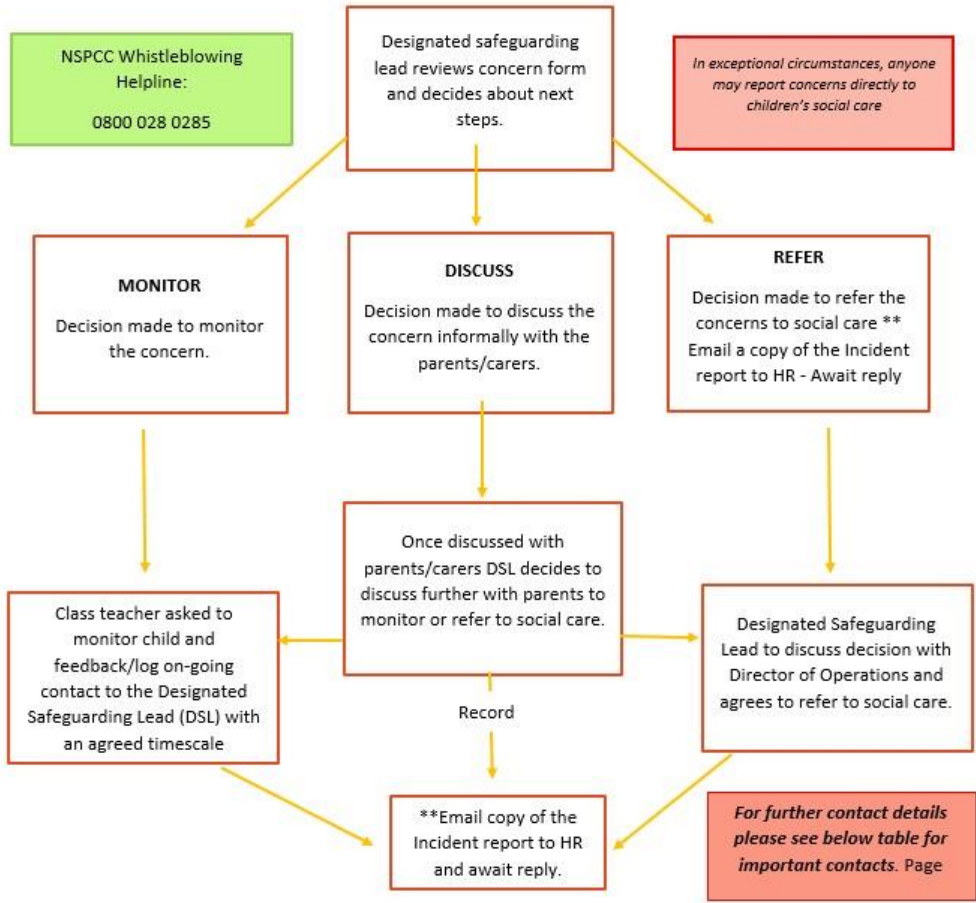 NSPCC Whistleblowing
Helpline:
0800 028 0285
Designated safeguarding
lead reviews concern form
and decides about next
steps.
In exceptional circumstances, anyone
may report concerns directly to
children's social care
MONITOR
Decision made to monitor
the concern.
DISCUSS
Decision made to discuss the
concern informally with the
parents/carers.
REFER
Decision made to refer the
concerns to social care **
Email a copy of the Incident
report to HR - Await reply
Class teacher asked to
monitor child and
feedback/log on-going
contact to the Designated
Safeguarding Lead (DSL) with
an agreed timescale
Once discussed with
parents/carers DSL decides to
discuss further with parents to
monitor or refer to social care.
Designated Safeguarding
Lead to discuss decision with
Director of Operations and
agrees to refer to social care.
Record
**Email copy of the
Incident report to HR
and await reply.
For further contact details
please see below table for
important contacts. Page